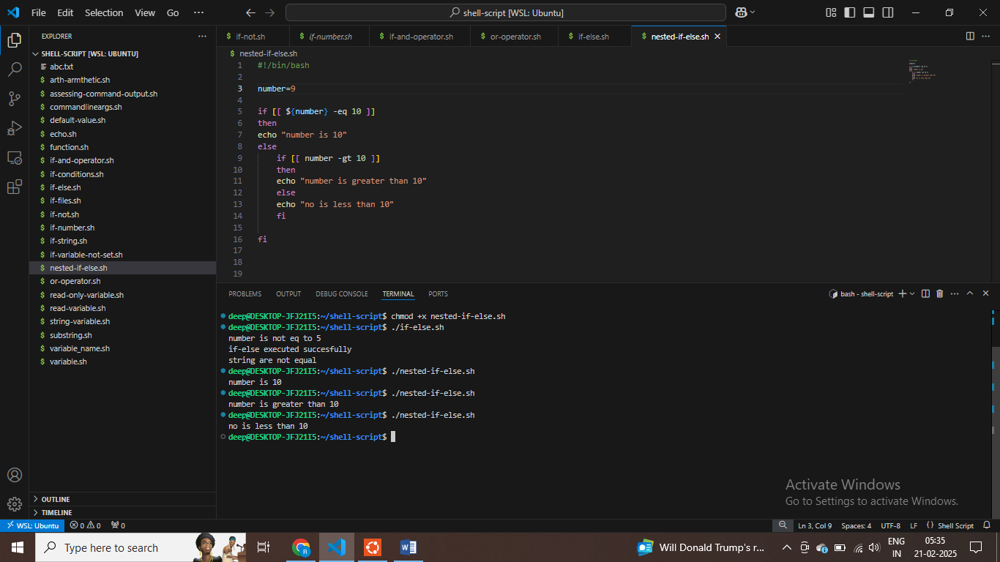 File Edit Selection View Go ··· shell-script [WSL: Ubuntu]
EXPLORER ···
SHELL-SCRIPT [WSL: UBUNTU]
abc.txt
$ arth-armthetic.sh
$ assessing-command-output.sh
$ commandlineargs.sh
$ default-value.sh
$ echo.sh
$ function.sh
$ if-and-operator.sh
$ if-conditions.sh
$ if-else.sh
$ if-files.sh
$ if-not.sh
$ if-number.sh
$ if-string.sh
$ if-variable-not-set.sh
$ nested-if-else.sh
$ or-operator.sh
$ read-only-variable.sh
$ read-variable.sh
$ string-variable.sh
$ substring.sh
$ variable_name.sh
$ variable.sh
OUTLINE
TIMELINE
$ if-not.sh $ if-number.sh $ if-and-operator.sh $ or-operator.sh $ if-else.sh $ nested-if-else.sh
$ nested-if-else.sh
1 #!/bin/bash
2
3 number=9
4
5 if [[ ${number} -eq 10 ]]
6 then
7 echo "number is 10"
8 else
9 if [[ number -gt 10 ]]
10 then
11 echo "number is greater than 10"
12 else
13 echo "no is less than 10"
14 fi
15
16 fi
17
18
19
PROBLEMS OUTPUT DEBUG CONSOLE TERMINAL PORTS bash - shell-script
deep@DESKTOP-JFJ21I5:~/shell-script$ chmod +x nested-if-else.sh
deep@DESKTOP-JFJ21I5:~/shell-script$ ./if-else.sh
number is not eq to 5
if-else executed succesfully
string are not equal
deep@DESKTOP-JFJ21I5:~/shell-script$ ./nested-if-else.sh
number is 10
deep@DESKTOP-JFJ21I5:~/shell-script$ ./nested-if-else.sh
number is greater than 10
deep@DESKTOP-JFJ21I5:~/shell-script$ ./nested-if-else.sh
no is less than 10
deep@DESKTOP-JFJ21I5:~/shell-script$
Activate Windows
Go to Settings to activate Windows.
WSL: Ubuntu 0 0 0 Ln 3, Col 9 Spaces: 4 UTF-8 LF Shell Script
Type here to search Will Donald Trump's r... ENG 05:35
IN 21-02-2025